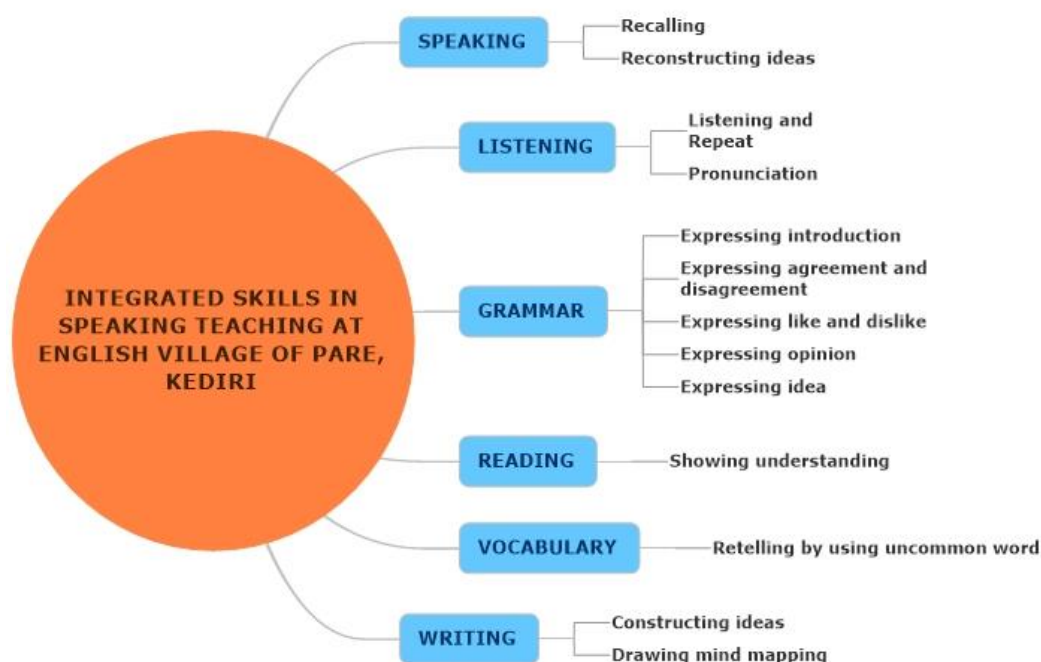 INTEGRATED SKILLS IN
SPEAKING TEACHING AT
ENGLISH VILLAGE OF PARE,
KEDIRI
SPEAKING
Recalling
Reconstructing ideas
LISTENING
Listening and
Repeat
Pronunciation
GRAMMAR
Expressing introduction
Expressing agreement and
disagreement
Expressing like and dislike
Expressing opinion
Expressing idea
READING
Showing understanding
VOCABULARY
Retelling by using uncommon word
WRITING
Constructing ideas
Drawing mind mapping